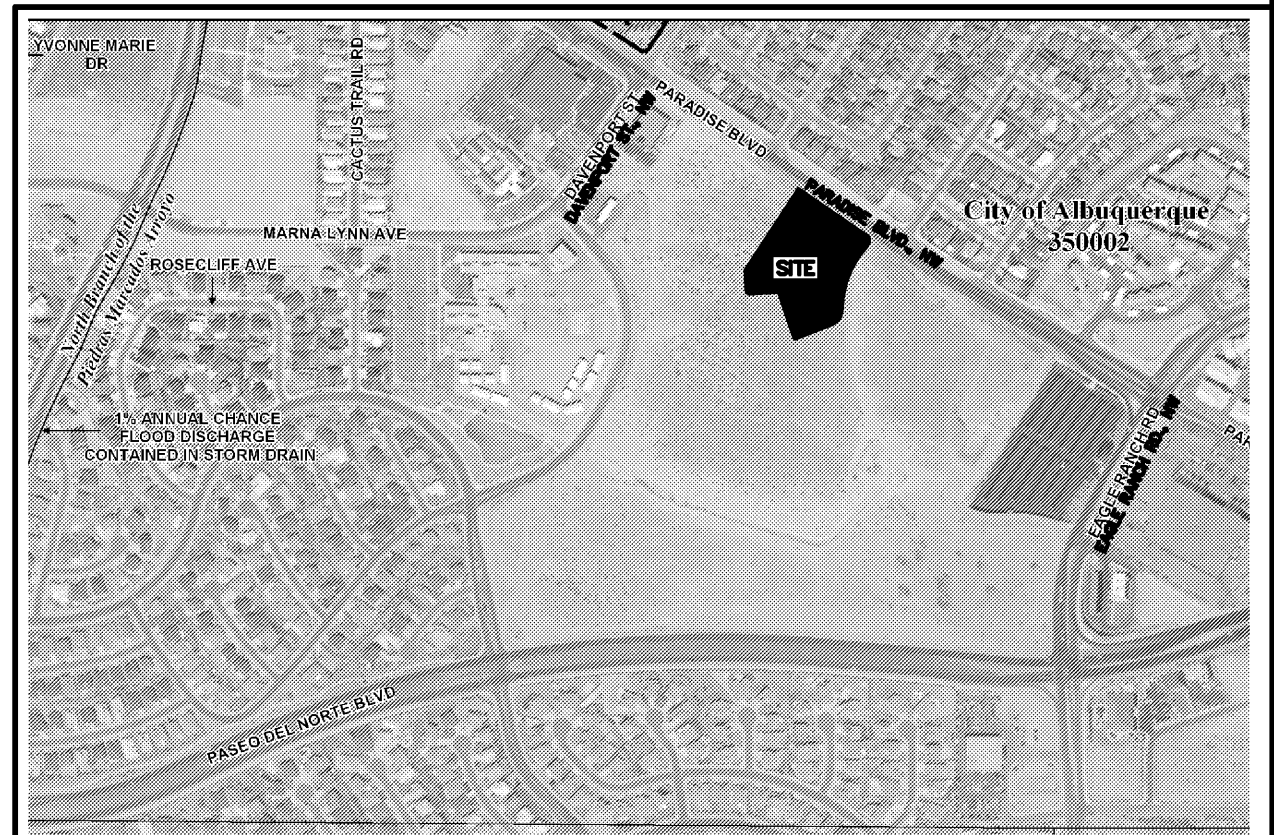 YVONNE MARIE
DR
CACTUS TRAIL RD
PARADISE BLVD
DAVENPORT ST
DAVENPORT ST., NW
PARADISE BLVD., NW
City of Albuquerque
350002
North Branch of the
Piedras Marcados Arroyo
MARNA LYNN AVE
ROSECLIFF AVE
SITE
1% ANNUAL CHANCE
FLOOD DISCHARGE
CONTAINED IN STORM DRAIN
EAGLE RANCH RD
EAGLE RANCH RD., NW
PAR
PASEO DEL NORTE BLVD